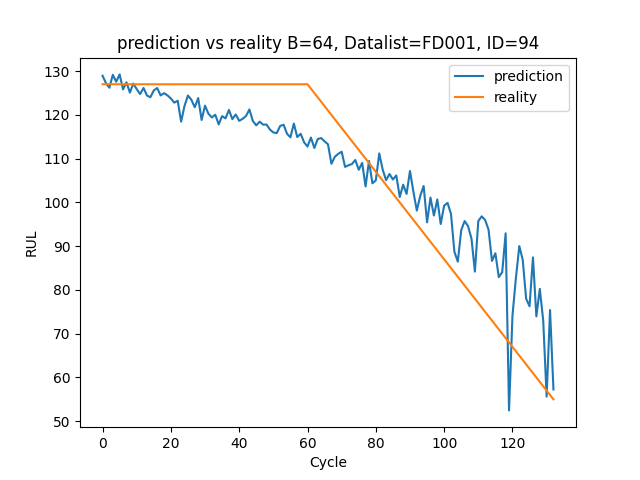 prediction vs reality B=64, Datalist=FD001, ID=94
prediction
reality
RUL
130
120
110
100
90
80
70
60
50
0 20 40 60 80 100 120
Cycle